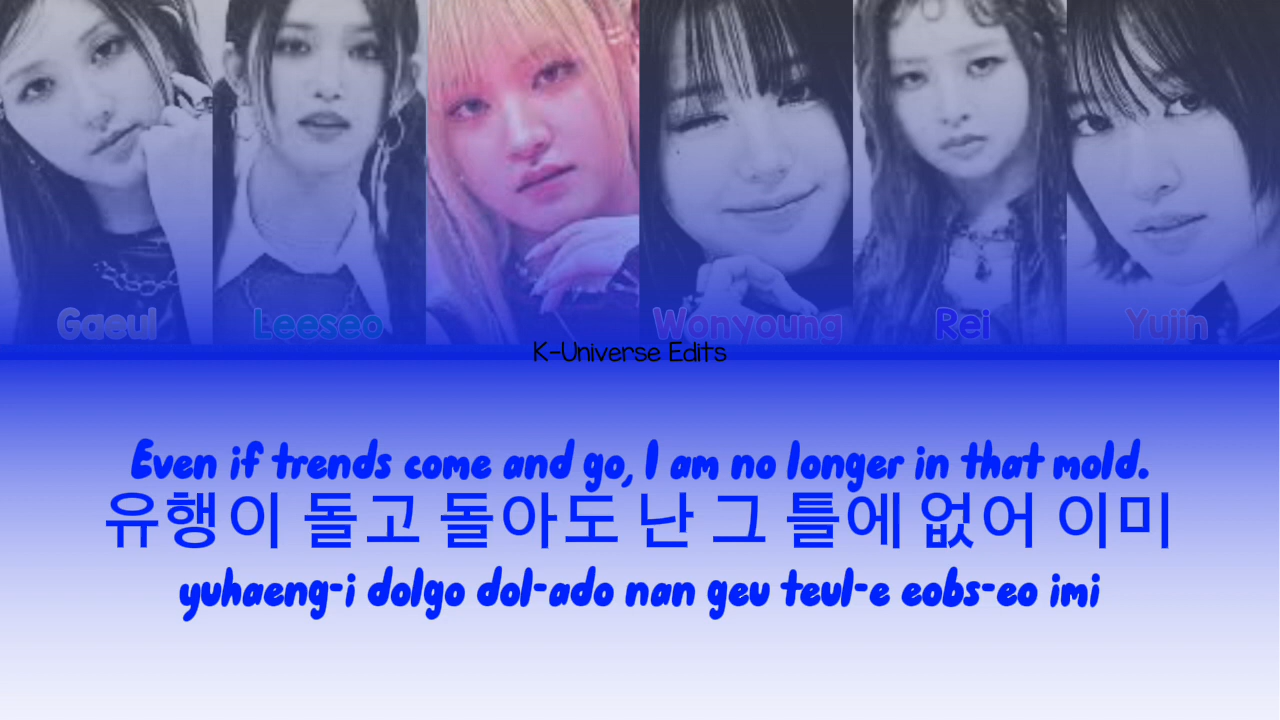 Gaeul Leeseo Wonyoung Rei Yujin
K-Universe Edits
Even if trends come and go, I am no longer in that mold.
유행이 돌고 돌아도 난 그 틀에 없어 이미
yuhaeng-i dolgo dol-ado nan geu teul-e eobs-eo imi